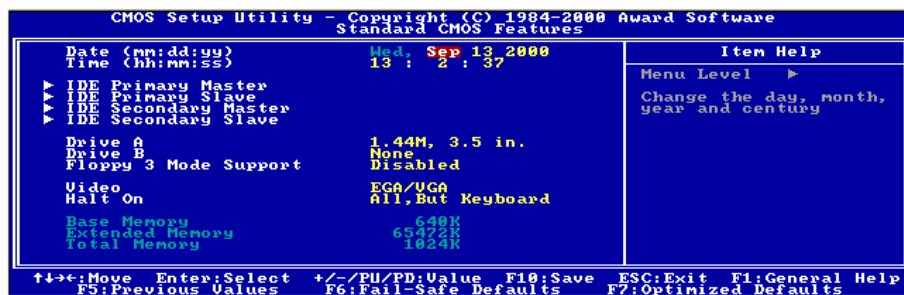 CMOS Setup Utility - Copyright (C) 1984-2000 Award Software
Standard CMOS Features
Date (mm:dd:yy) Wed, Sep 13 2000
Time (hh:mm:ss) 13 : 2 : 37
▶ IDE Primary Master
▶ IDE Primary Slave
▶ IDE Secondary Master
▶ IDE Secondary Slave
Drive A 1.44M, 3.5 in.
Drive B None
Floppy 3 Mode Support Disabled
Video EGA/VGA
Halt On All,But Keyboard
Base Memory 640K
Extended Memory 65472K
Total Memory 1024K
Item Help
Menu Level ▶
Change the day, month,
year and century
↑↓→←:Move Enter:Select +/-/PU/PD:Value F10:Save ESC:Exit F1:General Help
F5:Previous Values F6:Fail-Safe Defaults F7:Optimized Defaults